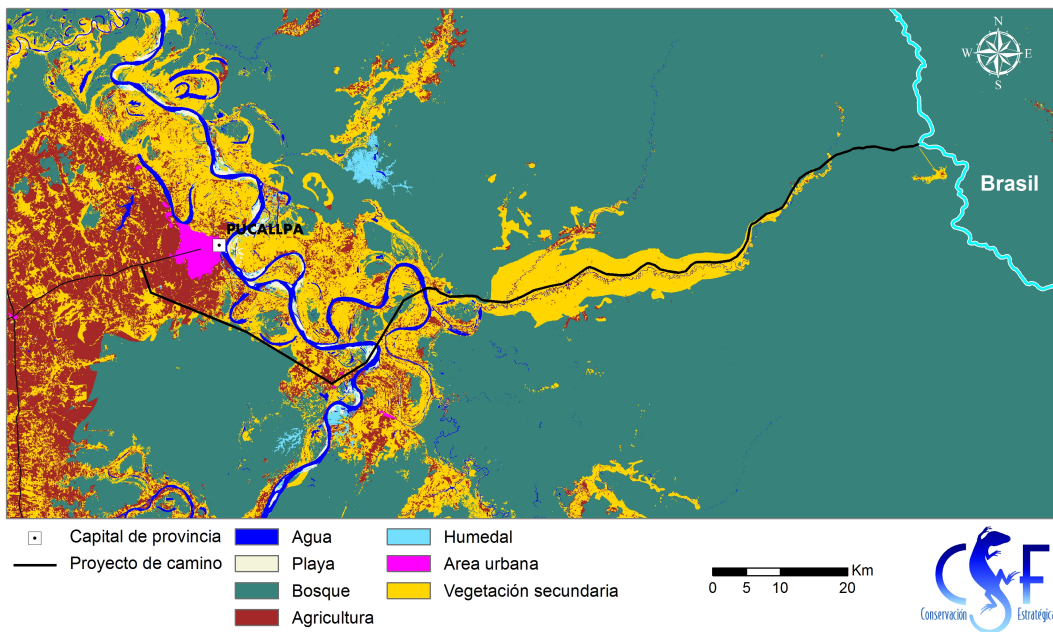 N
W E
S
Brasil
PUCALLPA
Capital de provincia
Proyecto de camino
Agua
Playa
Bosque
Agricultura
Humedal
Area urbana
Vegetación secundaria
Km
0 5 10 20
CSF
Conservación Estratégica